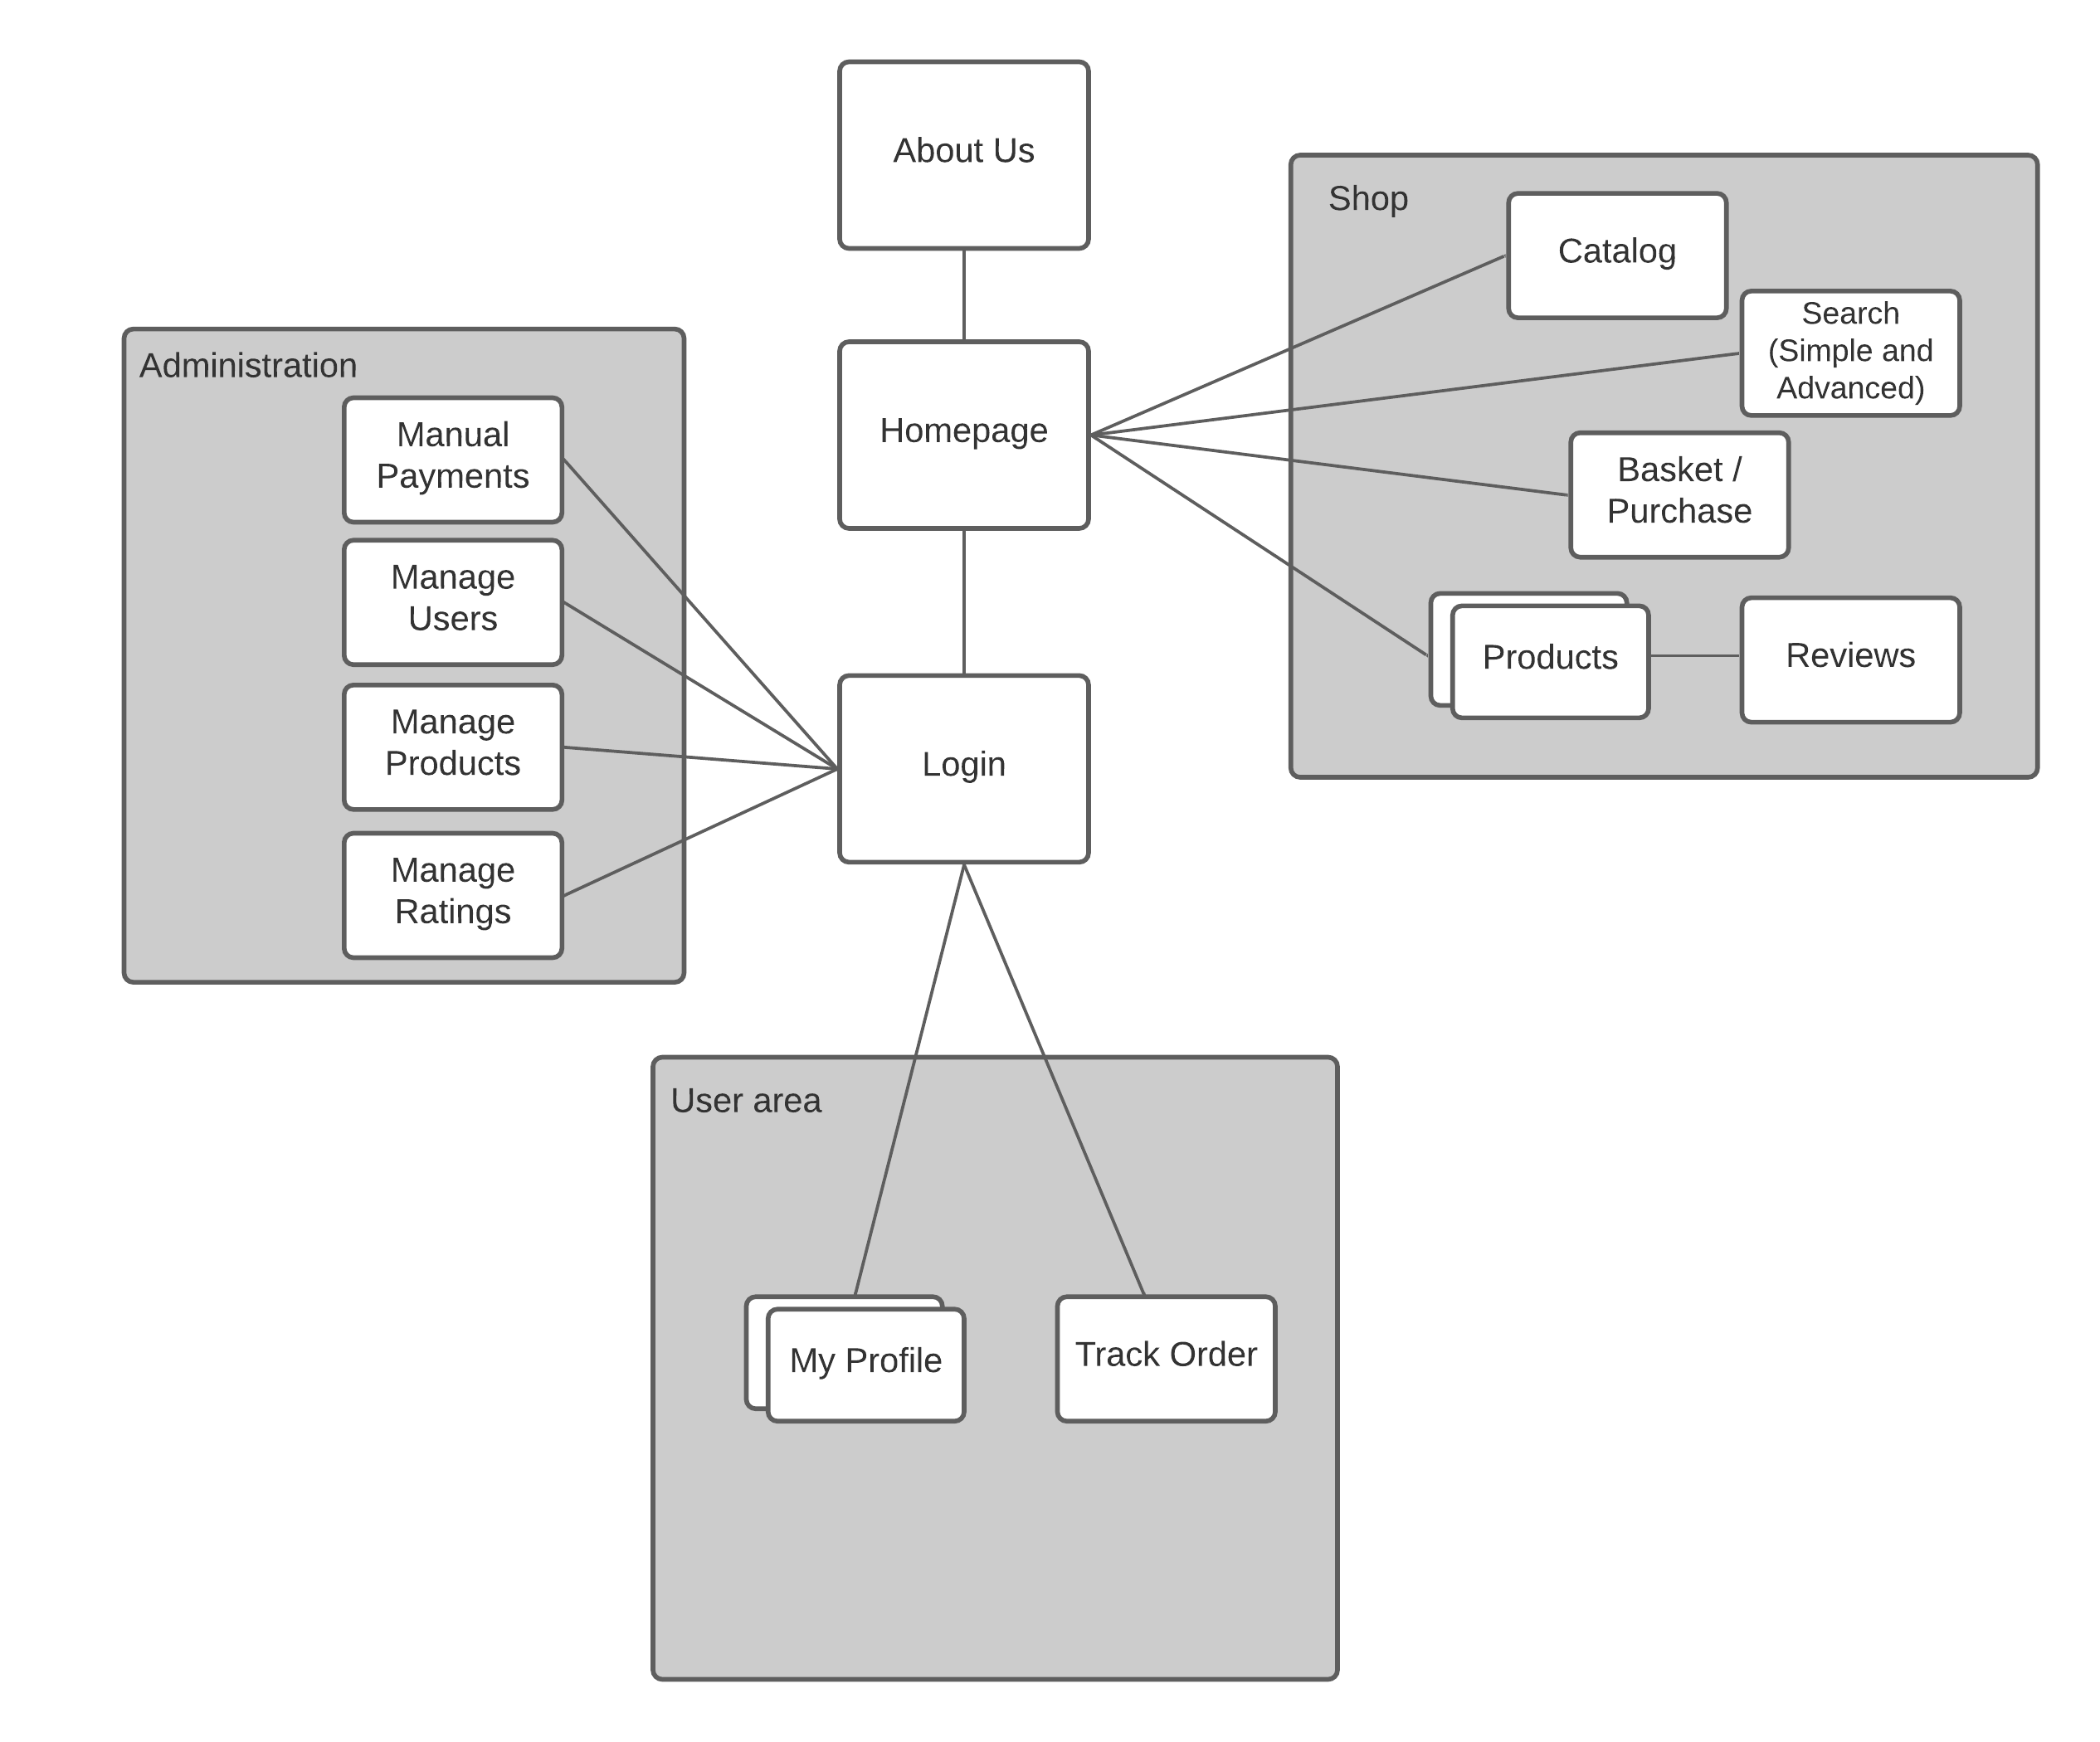 About Us
Shop
Catalog
Search
(Simple and
Advanced)
Administration
Manual
Payments
Homepage
Basket /
Purchase
Manage
Users
Products
Reviews
Manage
Products
Login
Manage
Ratings
User area
My Profile
Track Order